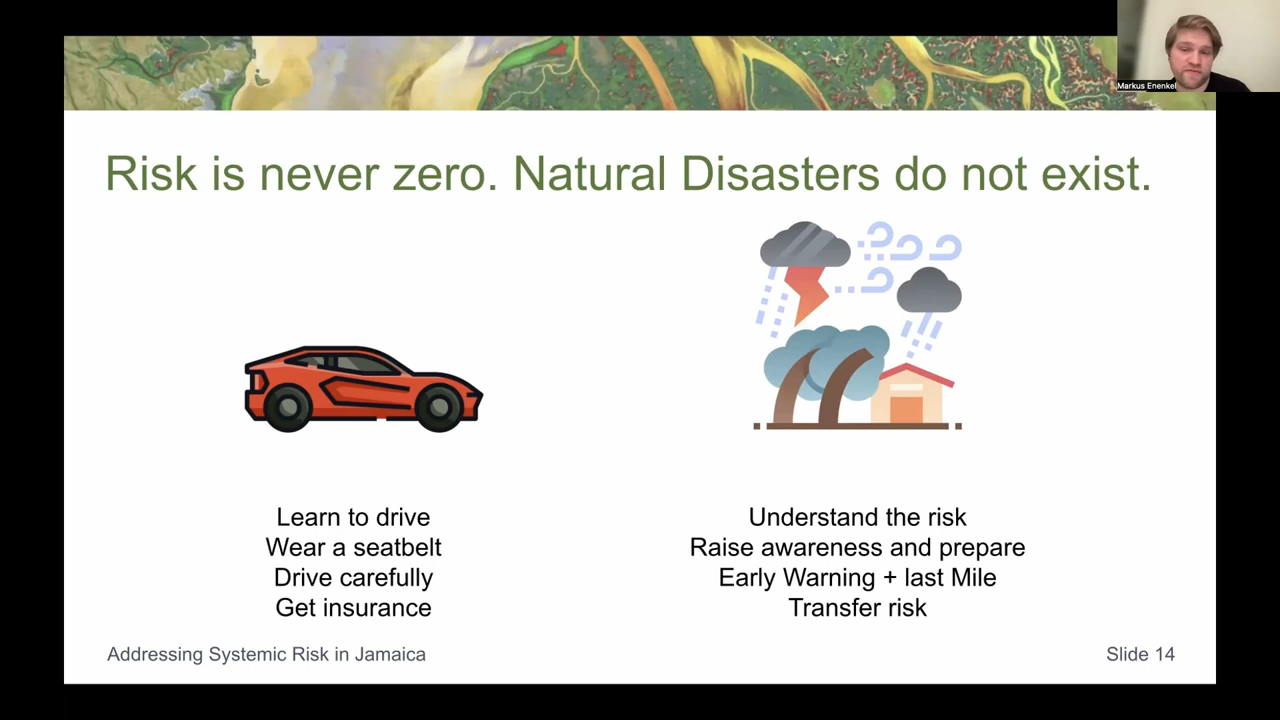 Markus Enenkel
Risk is never zero. Natural Disasters do not exist.
Learn to drive
Wear a seatbelt
Drive carefully
Get insurance
Understand the risk
Raise awareness and prepare
Early Warning + last Mile
Transfer risk
Addressing Systemic Risk in Jamaica
Slide 14